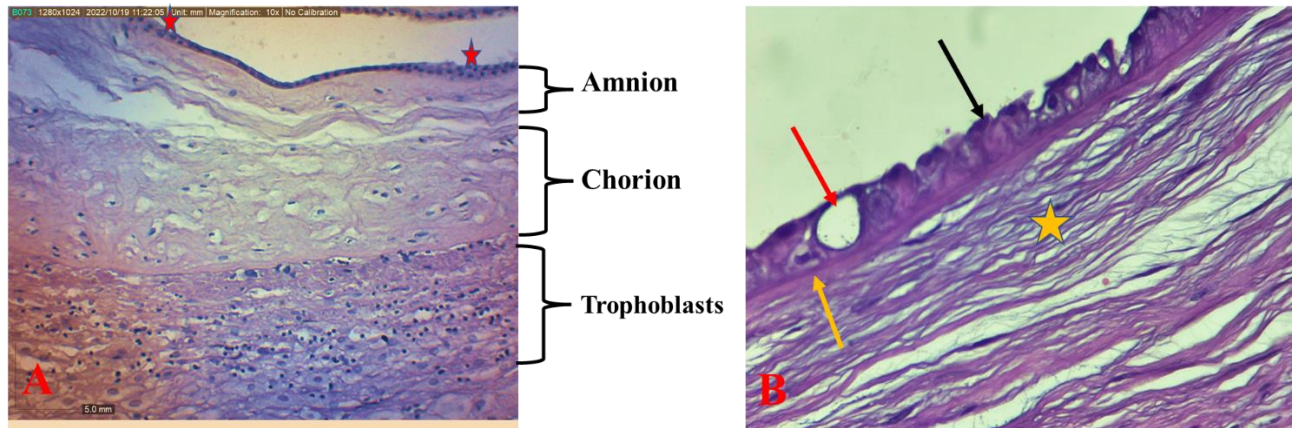 B073 1280x1024 2022/10/19 11:22:05 Unit: mm Magnification: 10x No Calibration
Amnion
Chorion
Trophoblasts
A
5.0 mm
B